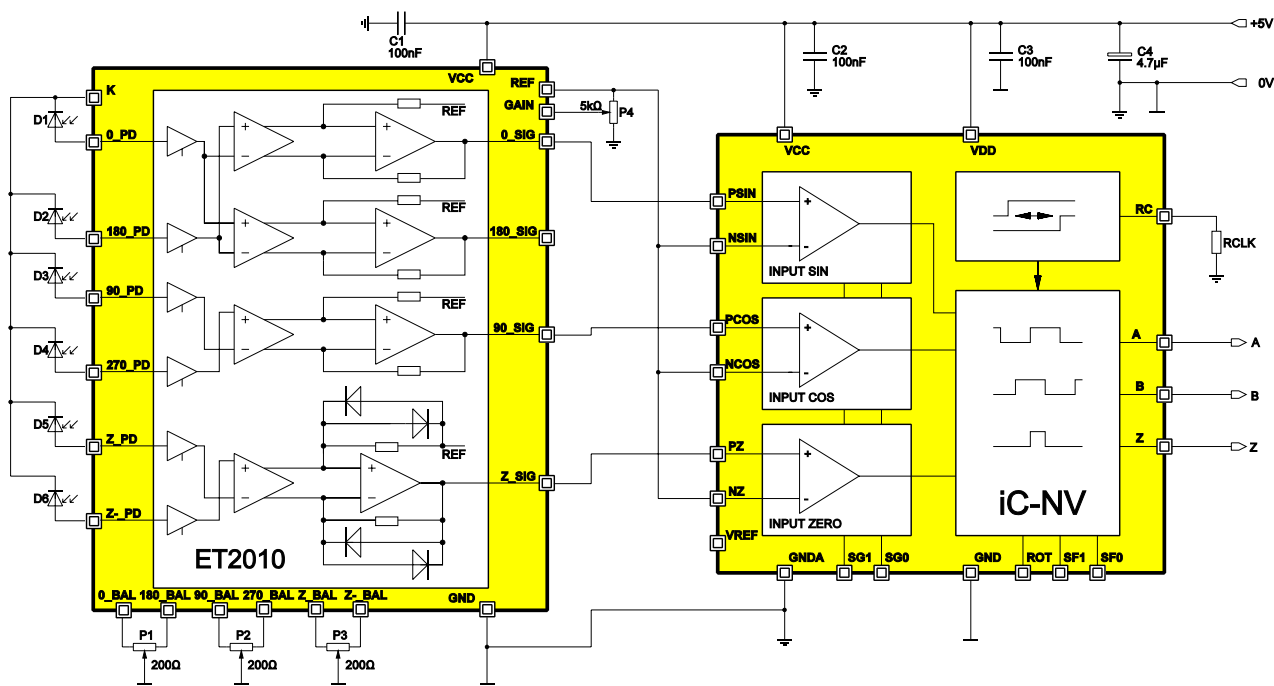 +5V
C1
100nF
C2
100nF
C3
100nF
C4
4.7µF
0V
VCC
REF
GAIN
5kΩ
P4
K
D1
0_PD
+
−
REF
+
−
0_SIG
D2
180_PD
+
−
REF
+
−
180_SIG
D3
90_PD
+
−
REF
+
−
90_SIG
D4
270_PD
D5
Z_PD
REF
+
−
+
−
Z_SIG
D6
Z-_PD
ET2010
0_BAL
180_BAL
90_BAL
270_BAL
Z_BAL
Z-_BAL
GND
P1
200Ω
P2
200Ω
P3
200Ω
VCC
VDD
PSIN
+
NSIN
-
INPUT SIN
RC
RCLK
PCOS
+
NCOS
-
INPUT COS
A
A
B
B
Z
Z
PZ
+
NZ
-
INPUT ZERO
iC-NV
VREF
GNDA
SG1
SG0
GND
ROT
SF1
SF0